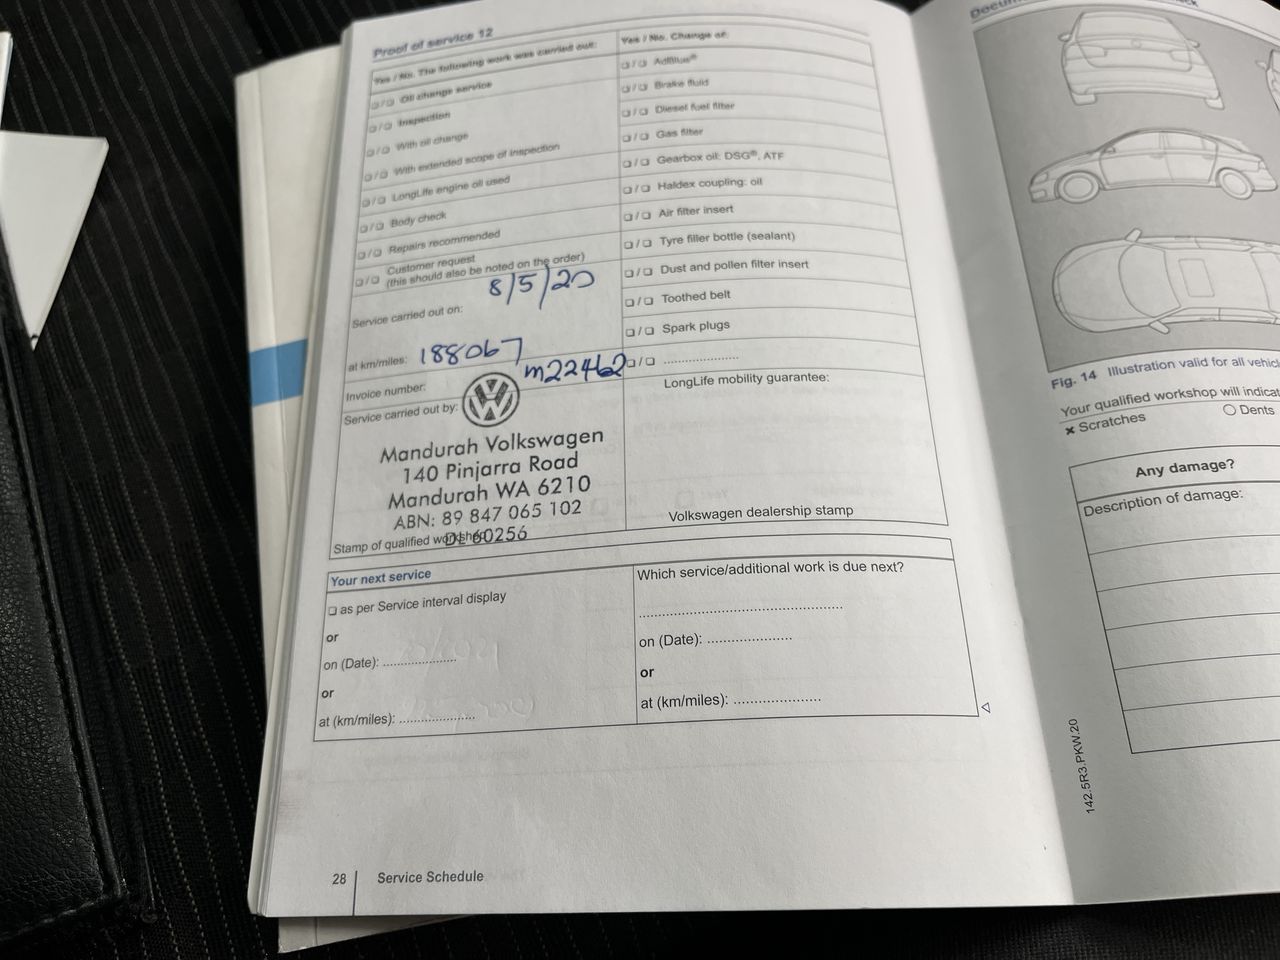 Proof of service 12
Yes / No. The following work was carried out:
❏/❏ Oil change service
❏/❏ Inspection
❏/❏ With oil change
❏/❏ With extended scope of inspection
❏/❏ LongLife engine oil used
❏/❏ Body check
❏/❏ Repairs recommended
❏/❏ Customer request
(this should also be noted on the order)
Service carried out on: 8/5/20
at km/miles: 188067
Invoice number: m22462
Service carried out by:
Mandurah Volkswagen
140 Pinjarra Road
Mandurah WA 6210
ABN: 89 847 065 102
DL 60256
Stamp of qualified workshop
Yes / No. Change of:
❏/❏ AdBlue®
❏/❏ Brake fluid
❏/❏ Diesel fuel filter
❏/❏ Gas filter
❏/❏ Gearbox oil: DSG®, ATF
❏/❏ Haldex coupling: oil
❏/❏ Air filter insert
❏/❏ Tyre filler bottle (sealant)
❏/❏ Dust and pollen filter insert
❏/❏ Toothed belt
❏/❏ Spark plugs
❏/❏ .....................
LongLife mobility guarantee:
Volkswagen dealership stamp
Your next service
❏ as per Service interval display
or
on (Date): .....................
or
at (km/miles): .....................
Which service/additional work is due next?
..........................................................
on (Date): .....................
or
at (km/miles): .....................
28 Service Schedule
Fig. 14 Illustration valid for all
Your qualified workshop will
× Scratches ○ Dents
Any damage?
Description of damage:
142.5R3.PKW.20